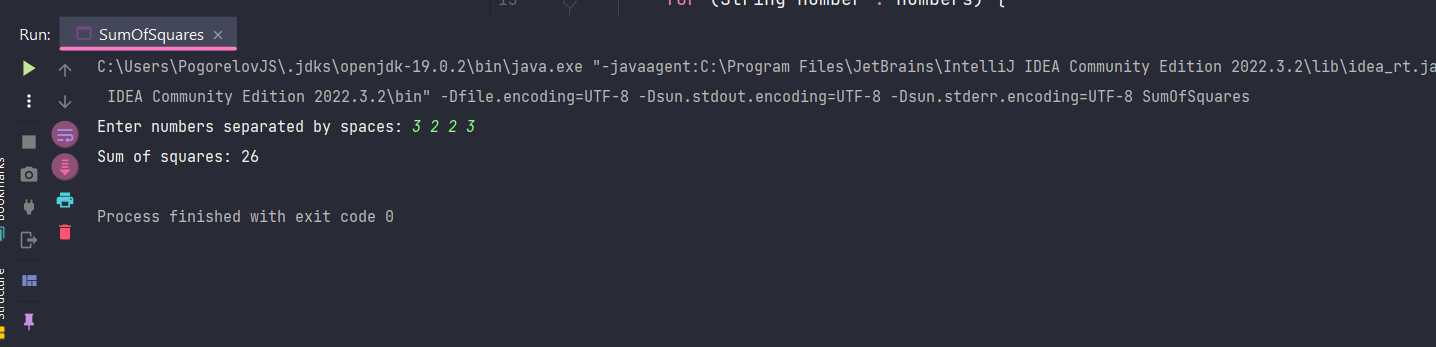 for (String number : numbers) {
Run: SumOfSquares
C:\Users\PogorelovJS\.jdks\openjdk-19.0.2\bin\java.exe "-javaagent:C:\Program Files\JetBrains\IntelliJ IDEA Community Edition 2022.3.2\lib\idea_rt.ja
IDEA Community Edition 2022.3.2\bin" -Dfile.encoding=UTF-8 -Dsun.stdout.encoding=UTF-8 -Dsun.stderr.encoding=UTF-8 SumOfSquares
Enter numbers separated by spaces: 3 2 2 3
Sum of squares: 26
Process finished with exit code 0
Bookmarks
Structure